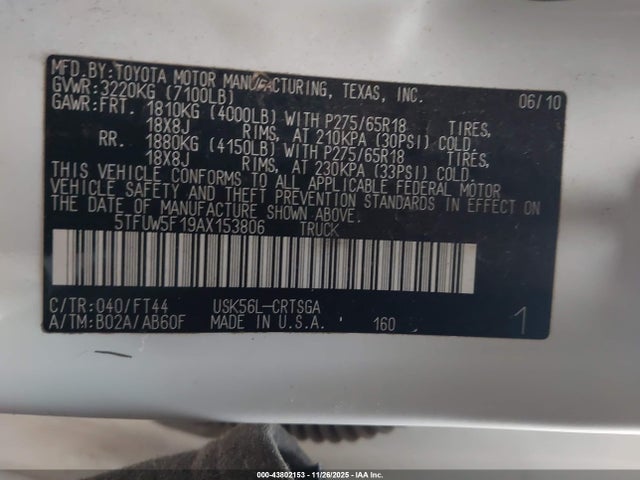 MFD.BY:TOYOTA MOTOR MANUFACTURING, TEXAS, INC. 06/10
GVWR:3220KG (7100LB)
GAWR:FRT. 1810KG (4000LB) WITH P275/65R18 TIRES,
18X8J RIMS, AT 210KPA (30PSI) COLD.
RR. 1880KG (4150LB) WITH P275/65R18 TIRES,
18X8J RIMS, AT 230KPA (33PSI) COLD.
THIS VEHICLE CONFORMS TO ALL APPLICABLE FEDERAL MOTOR
VEHICLE SAFETY AND THEFT PREVENTION STANDARDS IN EFFECT ON
THE DATE OF MANUFACTURE SHOWN ABOVE.
5TFUW5F19AX153806 TRUCK
C/TR:040/FT44 USK56L-CRTSGA
A/TM:B02A/AB60F MADE IN U.S.A. 160 1
000-43802153 - 11/26/2025 - IAA Inc.